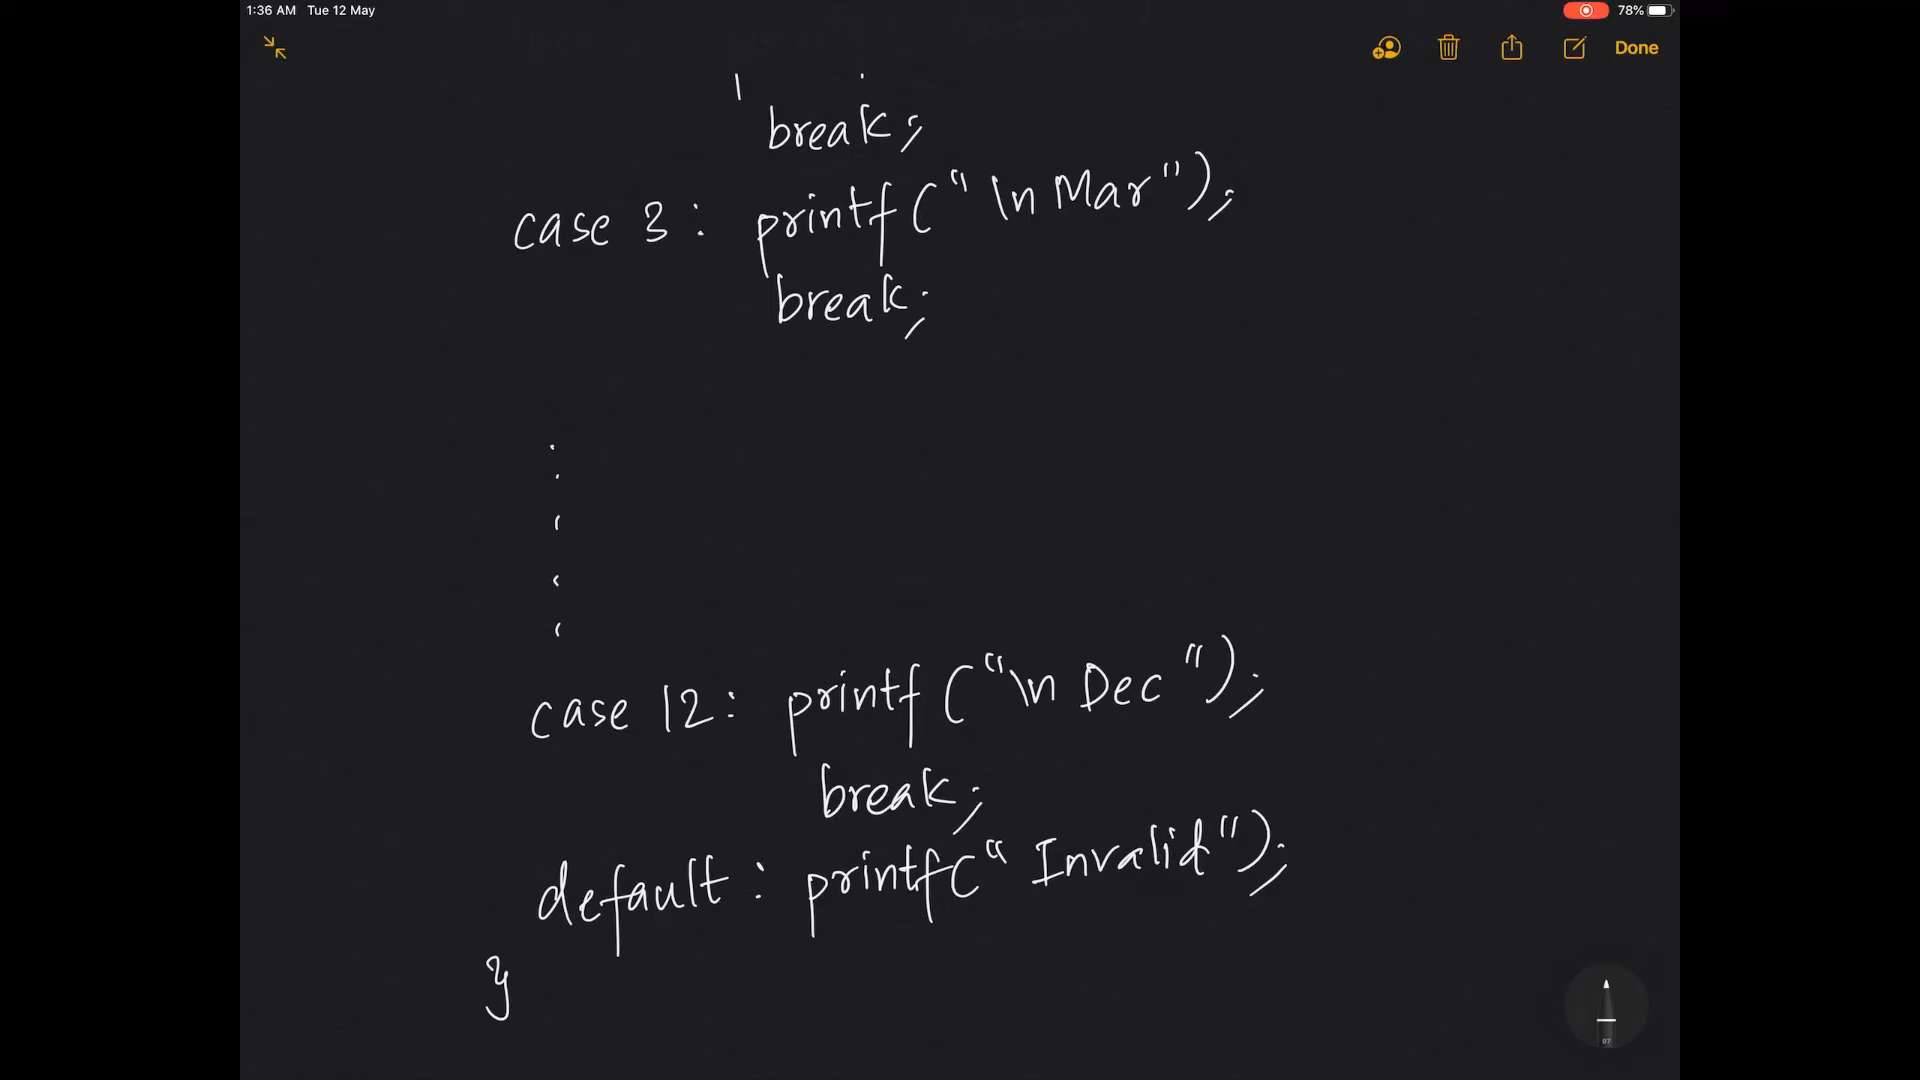 1:36 AM Tue 12 May
78%
Done
break;
case 3: printf("\n Mar");
break;
case 12: printf("\n Dec");
break;
default: printf("Invalid");
}
97